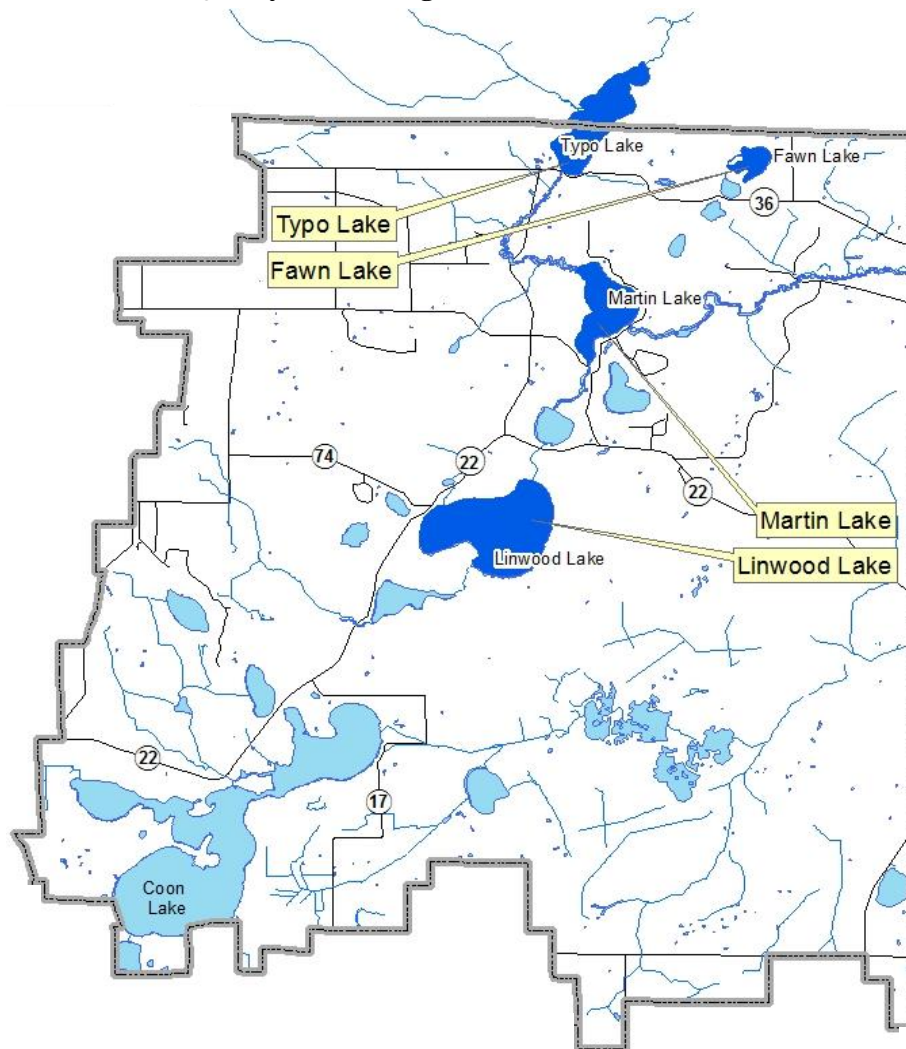 Typo Lake
Fawn Lake
36
Typo Lake
Fawn Lake
Martin Lake
74
22
22
Martin Lake
Linwood Lake
Linwood Lake
22
17
Coon
Lake